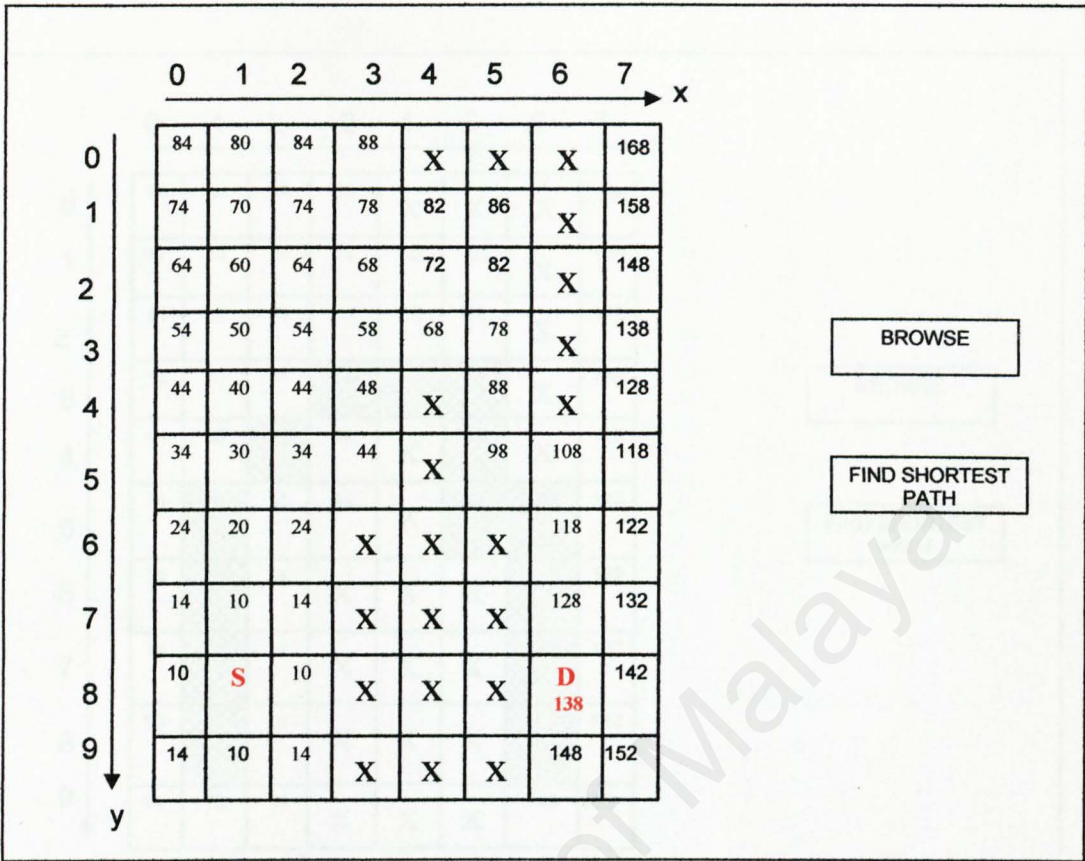 0 1 2 3 4 5 6 7
x
0 84 80 84 88 X X X 168
1 74 70 74 78 82 86 X 158
2 64 60 64 68 72 82 X 148
3 54 50 54 58 68 78 X 138
4 44 40 44 48 X 88 X 128
5 34 30 34 44 X 98 108 118
6 24 20 24 X X X 118 122
7 14 10 14 X X X 128 132
8 10 S 10 X X X D 142
138
9 14 10 14 X X X 148 152
y
BROWSE
FIND SHORTEST
PATH
of Malaya